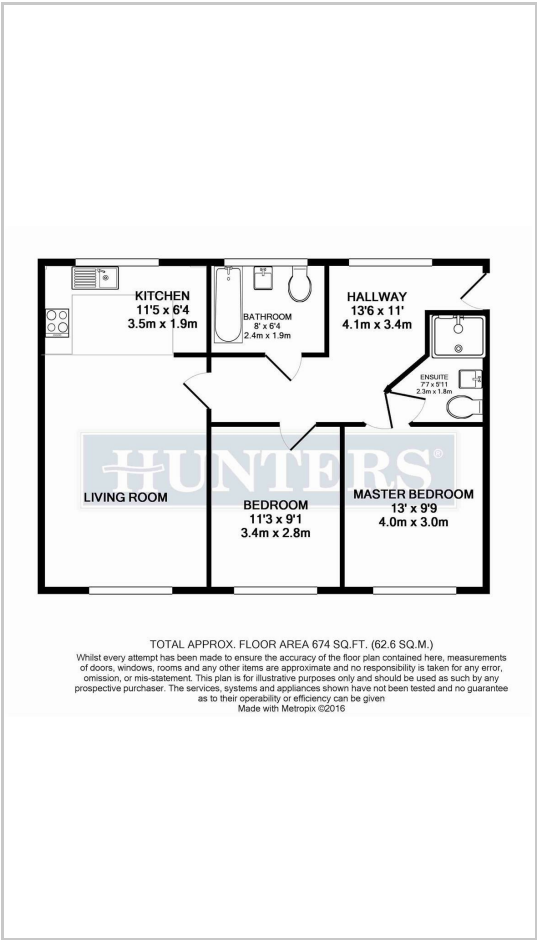 KITCHEN
11'5 x 6'4
3.5m x 1.9m
BATHROOM
8' x 6'4
2.4m x 1.9m
HALLWAY
13'6 x 11'
4.1m x 3.4m
ENSUITE
7'7 x 5'11
2.3m x 1.8m
HUNTERS®
LIVING ROOM
BEDROOM
11'3 x 9'1
3.4m x 2.8m
MASTER BEDROOM
13' x 9'9
4.0m x 3.0m
TOTAL APPROX. FLOOR AREA 674 SQ.FT. (62.6 SQ.M.)
Whilst every attempt has been made to ensure the accuracy of the floor plan contained here, measurements
of doors, windows, rooms and any other items are approximate and no responsibility is taken for any error,
omission, or mis-statement. This plan is for illustrative purposes only and should be used as such by any
prospective purchaser. The services, systems and appliances shown have not been tested and no guarantee
as to their operability or efficiency can be given
Made with Metropix ©2016